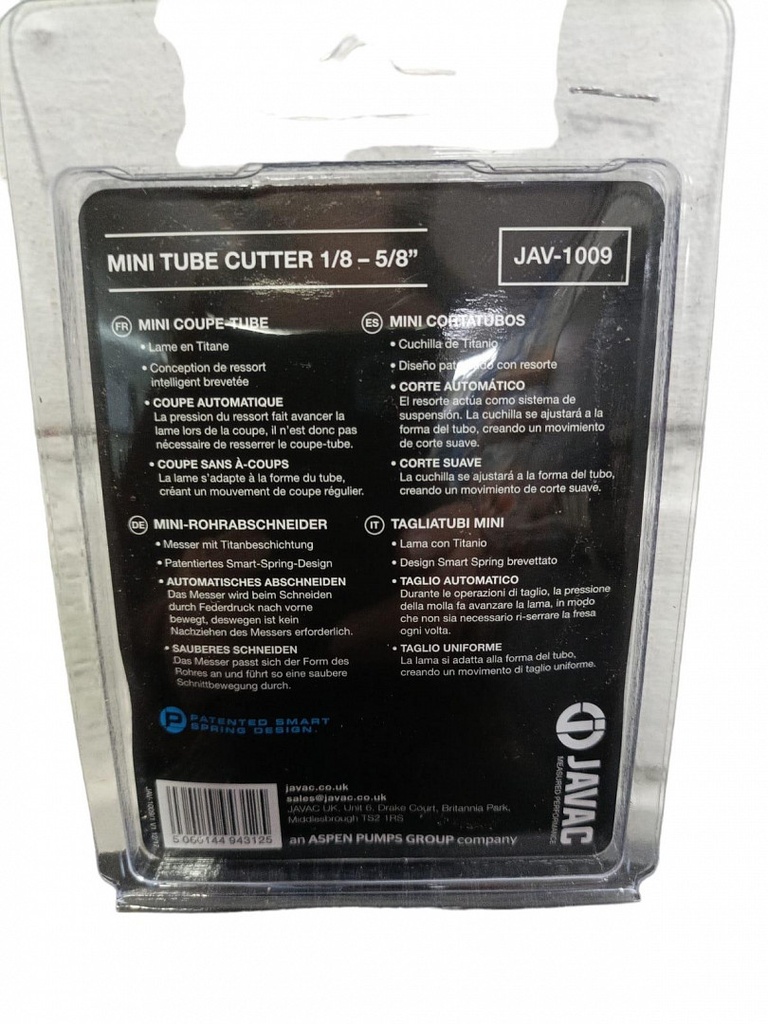 MINI TUBE CUTTER 1/8 – 5/8”
JAV-1009
FR MINI COUPE-TUBE
• Lame en Titane
• Conception de ressort
intelligent brevetée
• COUPE AUTOMATIQUE
La pression du ressort fait avancer la
lame lors de la coupe, il n'est donc pas
nécessaire de resserrer le coupe-tube.
• COUPE SANS À-COUPS
La lame s'adapte à la forme du tube,
créant un mouvement de coupe régulier.
ES MINI CORTATUBOS
• Cuchilla de Titanio
• Diseño con resorte
• CORTE AUTOMÁTICO
El resorte actúa como sistema de
suspensión. La cuchilla se ajustará a la
forma del tubo, creando un movimiento
de corte suave.
• CORTE SUAVE
La cuchilla se ajustará a la forma del tubo,
creando un movimiento de corte suave.
DE MINI-ROHRABSCHNEIDER
• Messer mit Titanbeschichtung
• Patentiertes Smart-Spring-Design
• AUTOMATISCHES ABSCHNEIDEN
Das Messer wird beim Schneiden
durch Federdruck nach vorne
bewegt, deswegen ist kein
Nachziehen des Messers erforderlich.
• SAUBERES SCHNEIDEN
Das Messer passt sich der Form des
Rohres an und führt so eine saubere
Schnittbewegung durch.
IT TAGLIATUBI MINI
• Lama con Titanio
• Design Smart Spring brevettato
• TAGLIO AUTOMATICO
Durante le operazioni di taglio, la pressione
della molla fa avanzare la lama, in modo
che non sia necessario ri-serrare la fresa
ogni volta.
• TAGLIO UNIFORME
La lama si adatta alla forma del tubo,
creando un movimento di taglio uniforme.
P PATENTED SMART
SPRING DESIGN.
JAVAC
MEASURED PERFORMANCE
5 060144 943125
javac.co.uk
sales@javac.co.uk
JAVAC UK, Unit 6, Drake Court, Britannia Park,
Middlesbrough TS2 1RS
an ASPEN PUMPS GROUP company